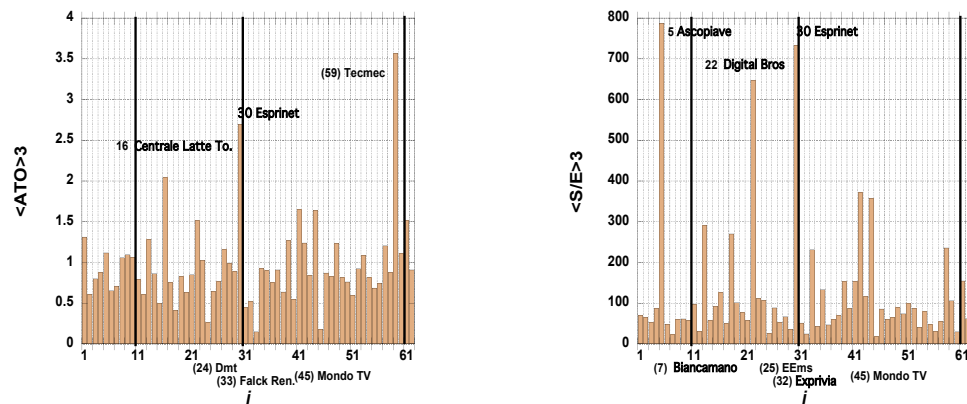 4
3.5
3
2.5
2
1.5
1
0.5
0
<ATO>3
(59) Tecmec
30 Esprinet
16 Centrale Latte To.
1 11 21 31 41 51 61
(24) Dmt
(33) Falck Ren.
(45) Mondo TV
i
800
700
600
500
400
300
200
100
0
<S/E>3
5 Ascopiave
30 Esprinet
22 Digital Bros
1 11 21 31 41 51 61
(7) Biancamano
(25) EEms
(32) Exprivia
(45) Mondo TV
i